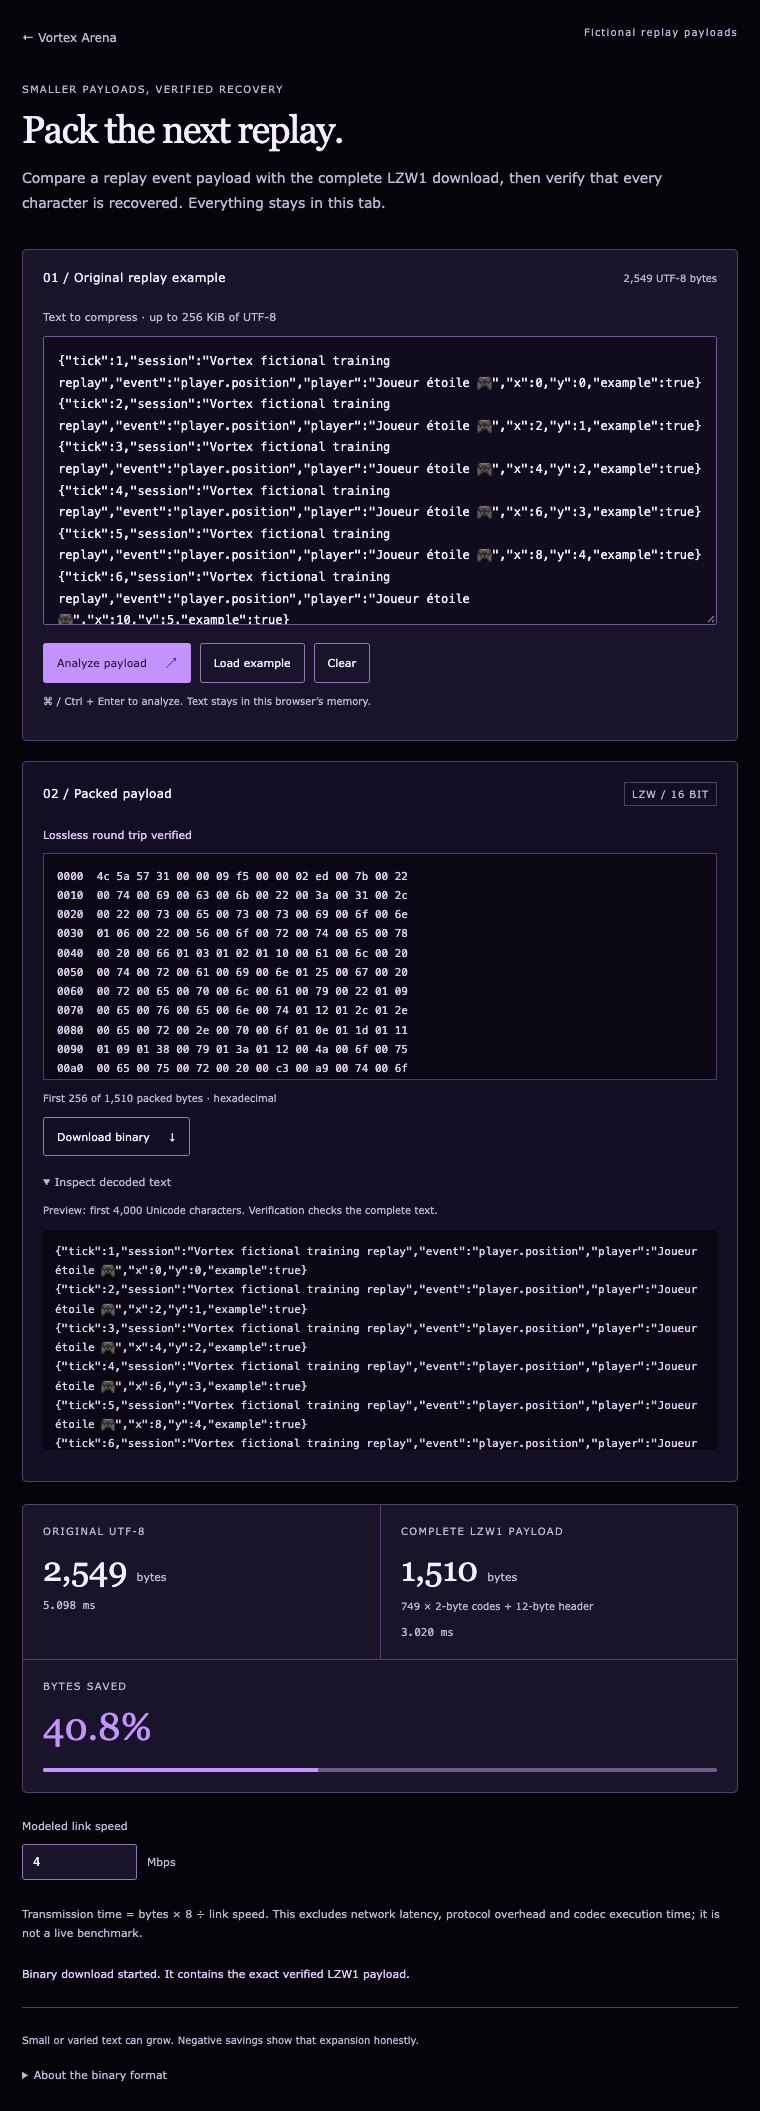 ← Vortex Arena
Fictional replay payloads
SMALLER PAYLOADS, VERIFIED RECOVERY
Pack the next replay.
Compare a replay event payload with the complete LZW1 download, then verify that every
character is recovered. Everything stays in this tab.
01 / Original replay example
2,549 UTF-8 bytes
Text to compress · up to 256 KiB of UTF-8
{"tick":1,"session":"Vortex fictional training
replay","event":"player.position","player":"Joueur étoile 🎮","x":0,"y":0,"example":true}
{"tick":2,"session":"Vortex fictional training
replay","event":"player.position","player":"Joueur étoile 🎮","x":2,"y":1,"example":true}
{"tick":3,"session":"Vortex fictional training
replay","event":"player.position","player":"Joueur étoile 🎮","x":4,"y":2,"example":true}
{"tick":4,"session":"Vortex fictional training
replay","event":"player.position","player":"Joueur étoile 🎮","x":6,"y":3,"example":true}
{"tick":5,"session":"Vortex fictional training
replay","event":"player.position","player":"Joueur étoile 🎮","x":8,"y":4,"example":true}
{"tick":6,"session":"Vortex fictional training
replay","event":"player.position","player":"Joueur étoile
🎮","x":10,"y":5,"example":true}
Analyze payload ↗
Load example
Clear
⌘ / Ctrl + Enter to analyze. Text stays in this browser’s memory.
02 / Packed payload
LZW / 16 BIT
Lossless round trip verified
0000 4c 5a 57 31 00 00 09 f5 00 00 02 ed 00 7b 00 22
0010 00 74 00 69 00 63 00 6b 00 22 00 3a 00 31 00 2c
0020 00 22 00 73 00 65 00 73 00 73 00 69 00 6f 00 6e
0030 01 06 00 22 00 56 00 6f 00 72 00 74 00 65 00 78
0040 00 20 00 66 01 03 01 02 01 10 00 61 00 6c 00 20
0050 00 74 00 72 00 61 00 69 00 6e 01 25 00 67 00 20
0060 00 72 00 65 00 70 00 6c 00 61 00 79 00 22 01 09
0070 00 65 00 76 00 65 00 6e 00 74 01 12 01 2c 01 2e
0080 00 65 00 72 00 2e 00 70 00 6f 01 0e 01 1d 01 11
0090 01 09 01 38 00 79 01 3a 01 12 00 4a 00 6f 00 75
00a0 00 65 00 75 00 72 00 20 00 c3 00 a9 00 74 00 6f
First 256 of 1,510 packed bytes · hexadecimal
Download binary ↓
▼ Inspect decoded text
Preview: first 4,000 Unicode characters. Verification checks the complete text.
{"tick":1,"session":"Vortex fictional training replay","event":"player.position","player":"Joueur
étoile 🎮","x":0,"y":0,"example":true}
{"tick":2,"session":"Vortex fictional training replay","event":"player.position","player":"Joueur
étoile 🎮","x":2,"y":1,"example":true}
{"tick":3,"session":"Vortex fictional training replay","event":"player.position","player":"Joueur
étoile 🎮","x":4,"y":2,"example":true}
{"tick":4,"session":"Vortex fictional training replay","event":"player.position","player":"Joueur
étoile 🎮","x":6,"y":3,"example":true}
{"tick":5,"session":"Vortex fictional training replay","event":"player.position","player":"Joueur
étoile 🎮","x":8,"y":4,"example":true}
{"tick":6,"session":"Vortex fictional training replay","event":"player.position","player":"Joueur
ORIGINAL UTF-8
2,549 bytes
5.098 ms
COMPLETE LZW1 PAYLOAD
1,510 bytes
749 × 2-byte codes + 12-byte header
3.020 ms
BYTES SAVED
40.8%
Modeled link speed
4 Mbps
Transmission time = bytes × 8 ÷ link speed. This excludes network latency, protocol overhead and codec execution time; it is
not a live benchmark.
Binary download started. It contains the exact verified LZW1 payload.
Small or varied text can grow. Negative savings show that expansion honestly.
▶ About the binary format